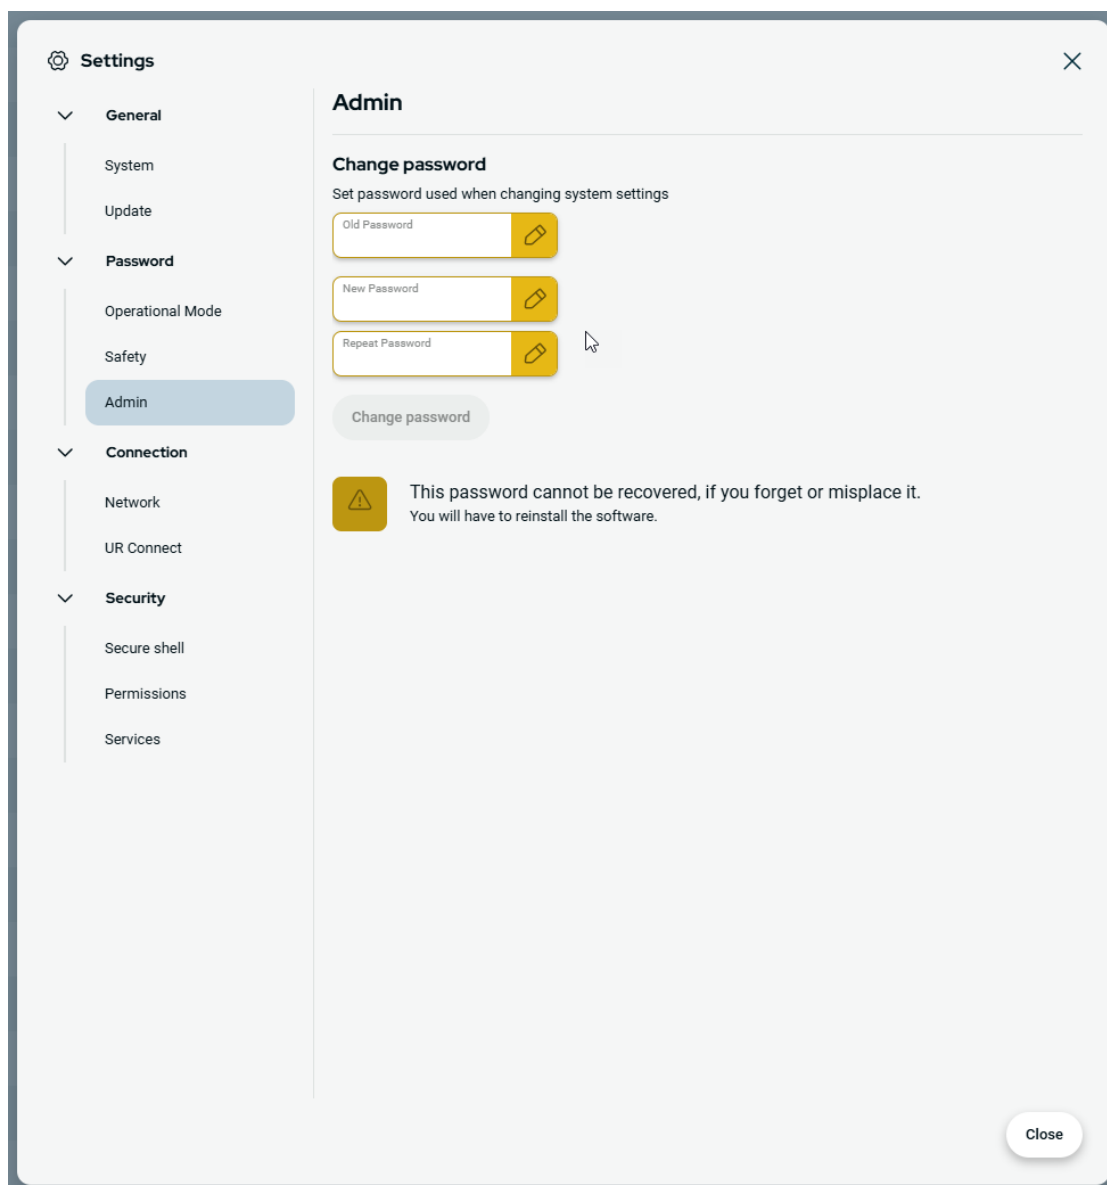 Settings
General
System
Update
Password
Operational Mode
Safety
Admin
Connection
Network
UR Connect
Security
Secure shell
Permissions
Services
Admin
Change password
Set password used when changing system settings
Old Password
New Password
Repeat Password
Change password
This password cannot be recovered, if you forget or misplace it.
You will have to reinstall the software.
Close